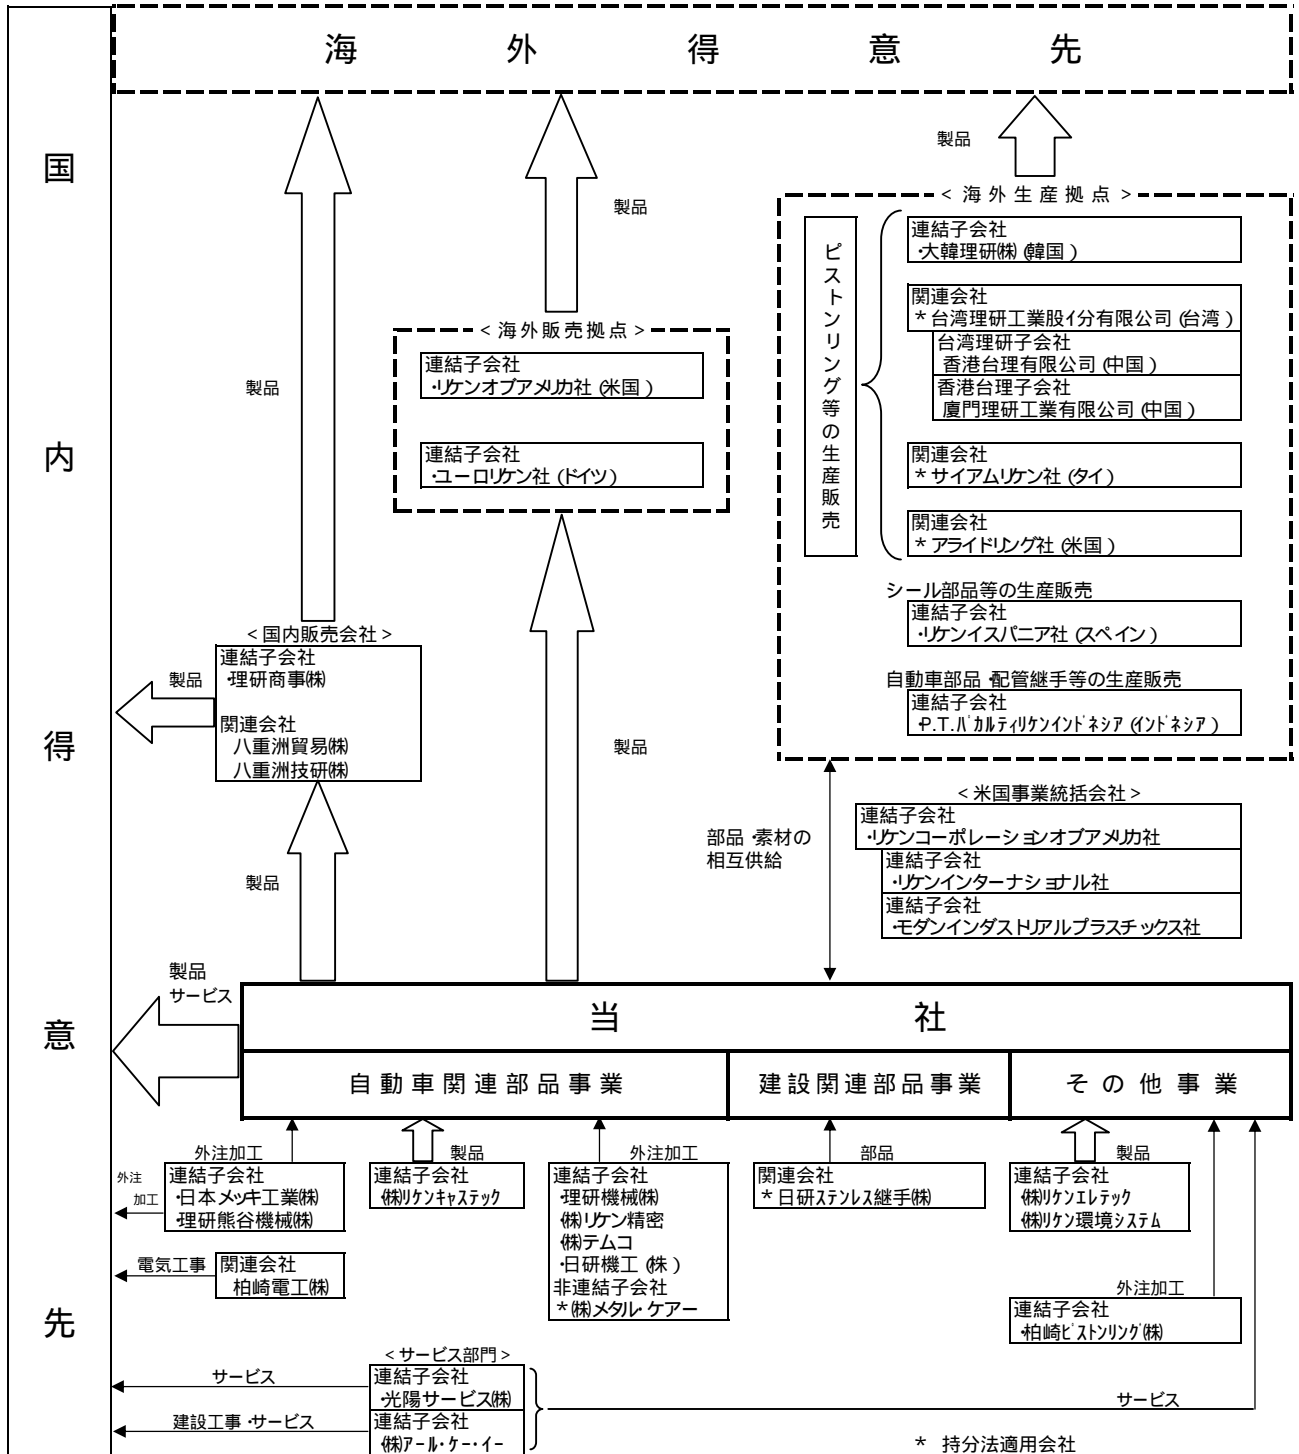 海外得意先
国内得意先
製品
製品
製品
<海外生産拠点>
ピストンリング等の生産販売
連結子会社
・大韓理研㈱(韓国)
関連会社
*台湾理研工業股イ分有限公司(台湾)
台湾理研子会社
香港台理有限公司(中国)
香港台理子会社
廈門理研工業有限公司(中国)
関連会社
*サイアムリケン社(タイ)
関連会社
*アライドリング社(米国)
シール部品等の生産販売
連結子会社
・リケンイスパニア社(スペイン)
自動車部品・配管継手等の生産販売
連結子会社
・P.T.パカルティリケンインドネシア(インドネシア)
<海外販売拠点>
連結子会社
・リケンオブアメリカ社(米国)
連結子会社
・ユーロリケン社(ドイツ)
<国内販売会社>
連結子会社
・理研商事㈱
関連会社
八重洲貿易㈱
八重洲技研㈱
製品
製品
製品
部品・素材の
相互供給
<米国事業統括会社>
連結子会社
・リケンコーポレーションオブアメリカ社
連結子会社
・リケンインターナショナル社
連結子会社
・モダンインダストリアルプラスチックス社
製品
サービス
当社
自動車関連部品事業
建設関連部品事業
その他事業
外注加工
連結子会社
・日本メッキ工業㈱
・理研熊谷機械㈱
外注
加工
製品
連結子会社
・㈱リケンキャステック
外注加工
連結子会社
・理研機械㈱
・㈱リケン精密
・㈱テムコ
・日研機工(株)
非連結子会社
*(株)メタル・ケアー
部品
関連会社
*日研ステンレス継手㈱
製品
連結子会社
・㈱リケンエレテック
・㈱リケン環境システム
電気工事
関連会社
柏崎電工㈱
外注加工
連結子会社
・柏崎ピストンリング㈱
<サービス部門>
サービス
連結子会社
・光陽サービス㈱
建設工事・サービス
連結子会社
・㈱アール・ケー・イー
サービス
* 持分法適用会社